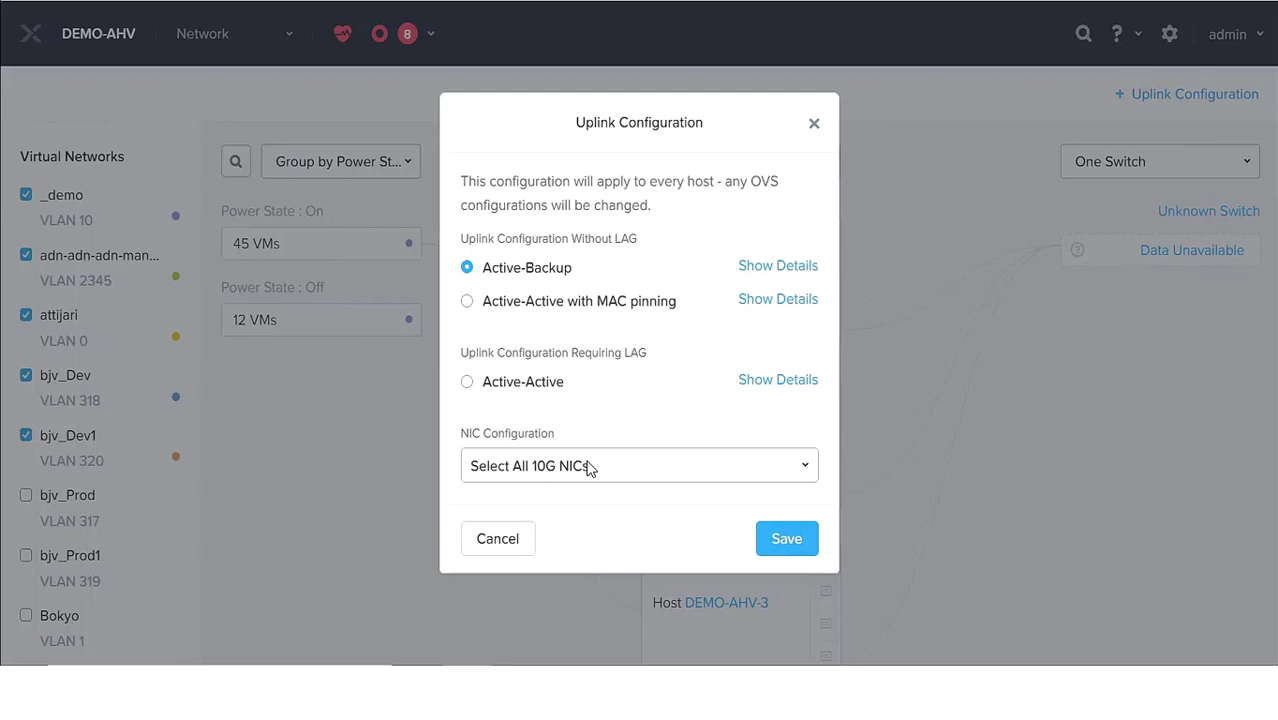 DEMO-AHV Network 8 ? admin
+ Uplink Configuration
Virtual Networks
_demo
VLAN 10
adn-adn-adn-man...
VLAN 2345
attijari
VLAN 0
bjv_Dev
VLAN 318
bjv_Dev1
VLAN 320
bjv_Prod
VLAN 317
bjv_Prod1
VLAN 319
Bokyo
VLAN 1
Group by Power St...
Power State : On
45 VMs
Power State : Off
12 VMs
Uplink Configuration
This configuration will apply to every host - any OVS
configurations will be changed.
Uplink Configuration Without LAG
Active-Backup Show Details
Active-Active with MAC pinning Show Details
Uplink Configuration Requiring LAG
Active-Active Show Details
NIC Configuration
Select All 10G NICs
Cancel Save
Host DEMO-AHV-3
One Switch
Unknown Switch
? Data Unavailable